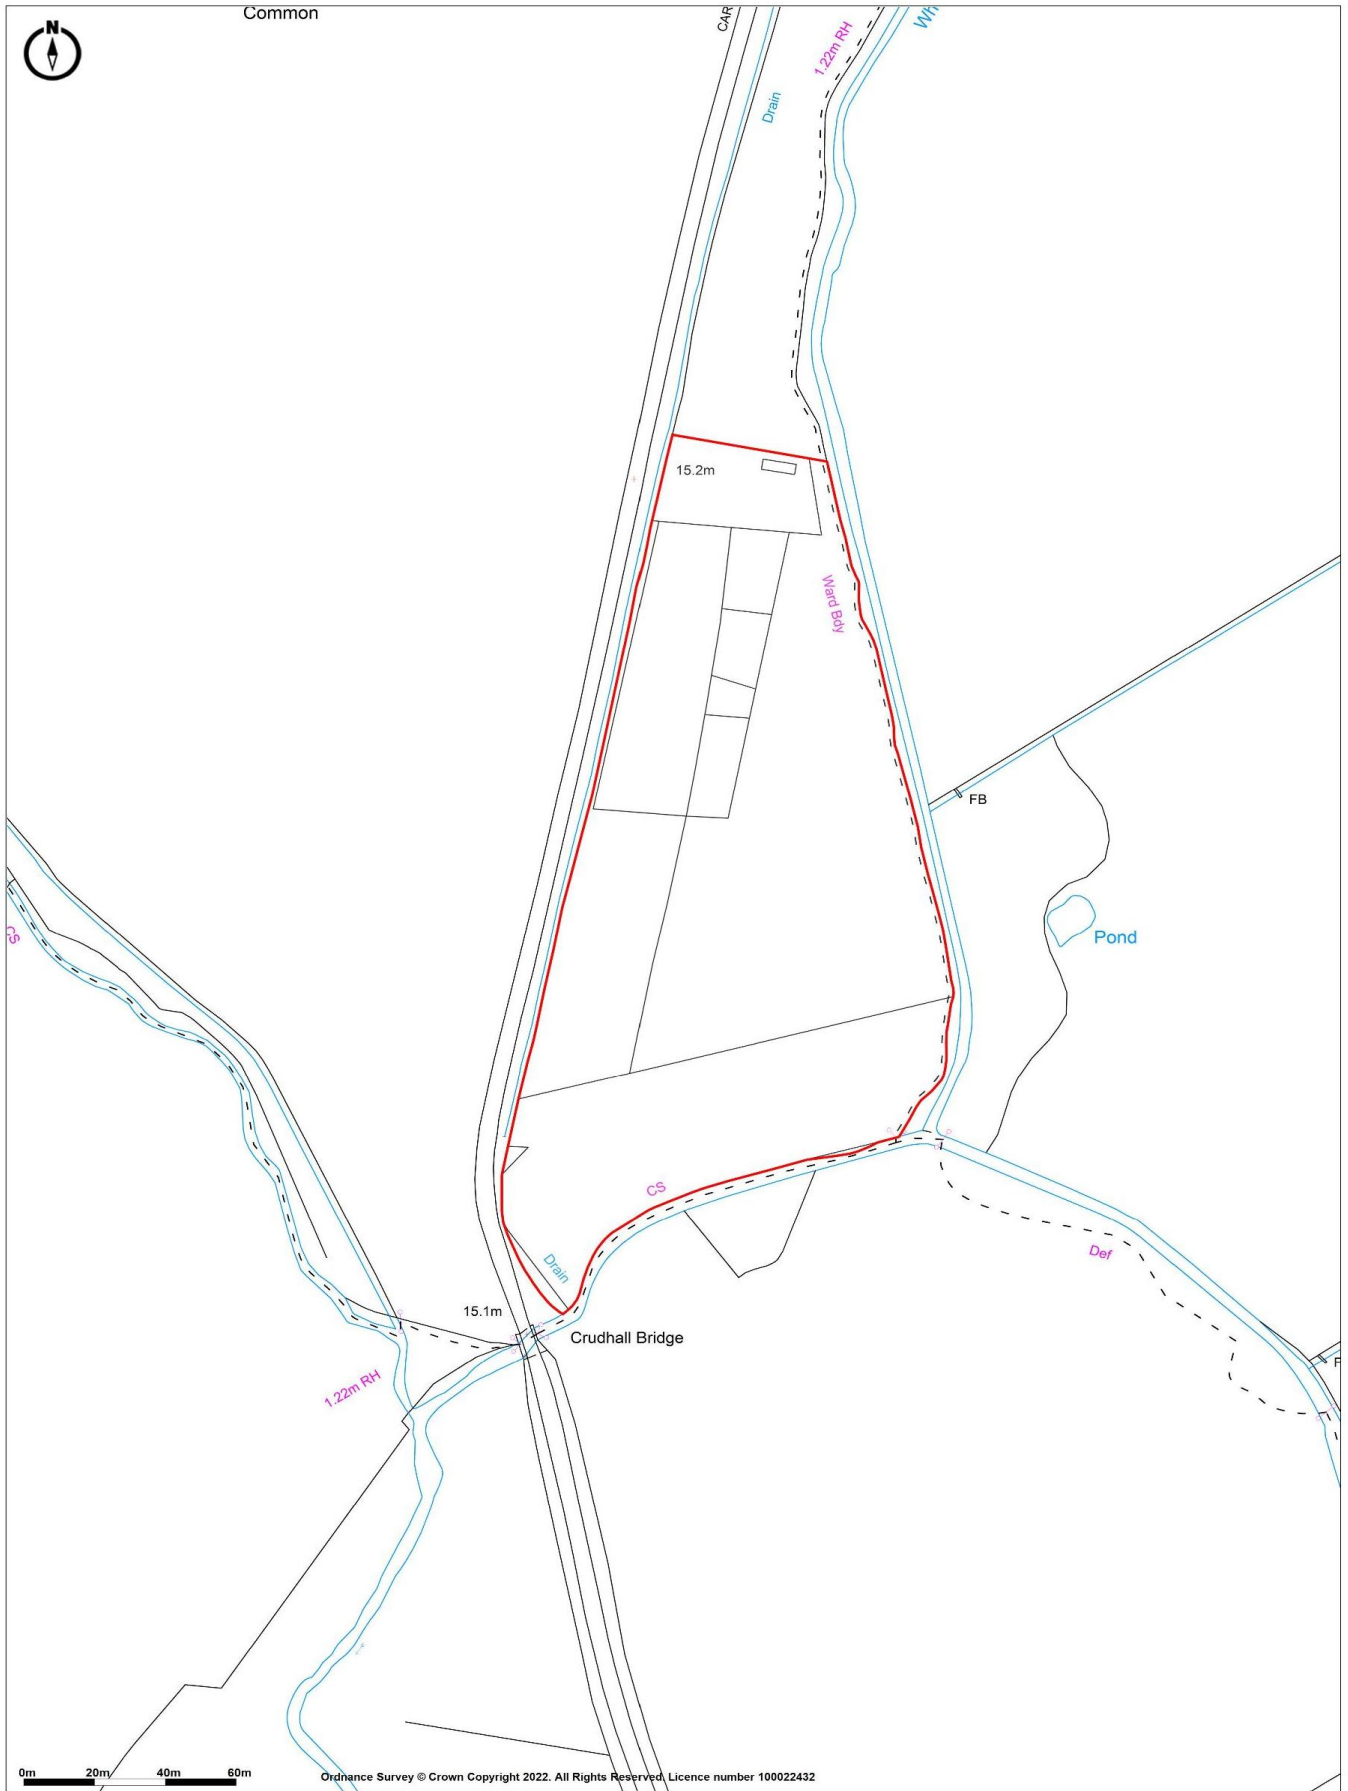 Common
N
CAR
1.22m RH
Wh
Drain
15.2m
Ward Bdy
FB
CS
Pond
CS
Def
Drain
15.1m
Crudhall Bridge
F
1.22m RH
0m 20m 40m 60m
Ordnance Survey © Crown Copyright 2022. All Rights Reserved. Licence number 100022432